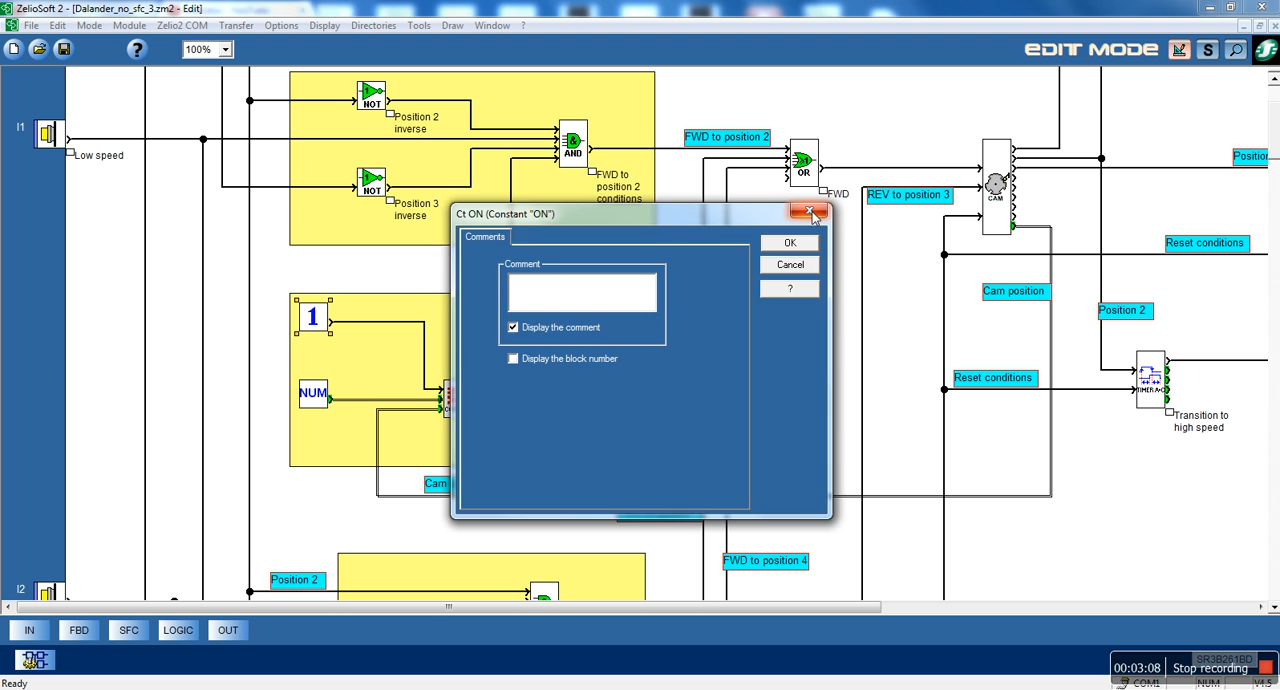 ZelioSoft 2 - [Dalander_no_sfc_3.zm2 - Edit]
File Edit Mode Module Zelio2 COM Transfer Options Display Directories Tools Draw Window ?
? 100% EDIT MODE S
NOT
Position 2
inverse
FWD to position 2
I1
Low speed
AND
OR
FWD
NOT
Position 3
inverse
FWD to
position 2
conditions
CAM
REV to position 3
Position
Reset conditions
Ct ON (Constant "ON")
Comments
Comment
Display the comment
Display the block number
OK
Cancel
?
1
NUM
Cam
Cam position
Position 2
Reset conditions
TIMER A-C
Transition to
high speed
FWD to position 4
Position 2
I2
IN FBD SFC LOGIC OUT
SR3B261BD
00:03:08 Stop recording
Ready
COM1 NUM V4.5